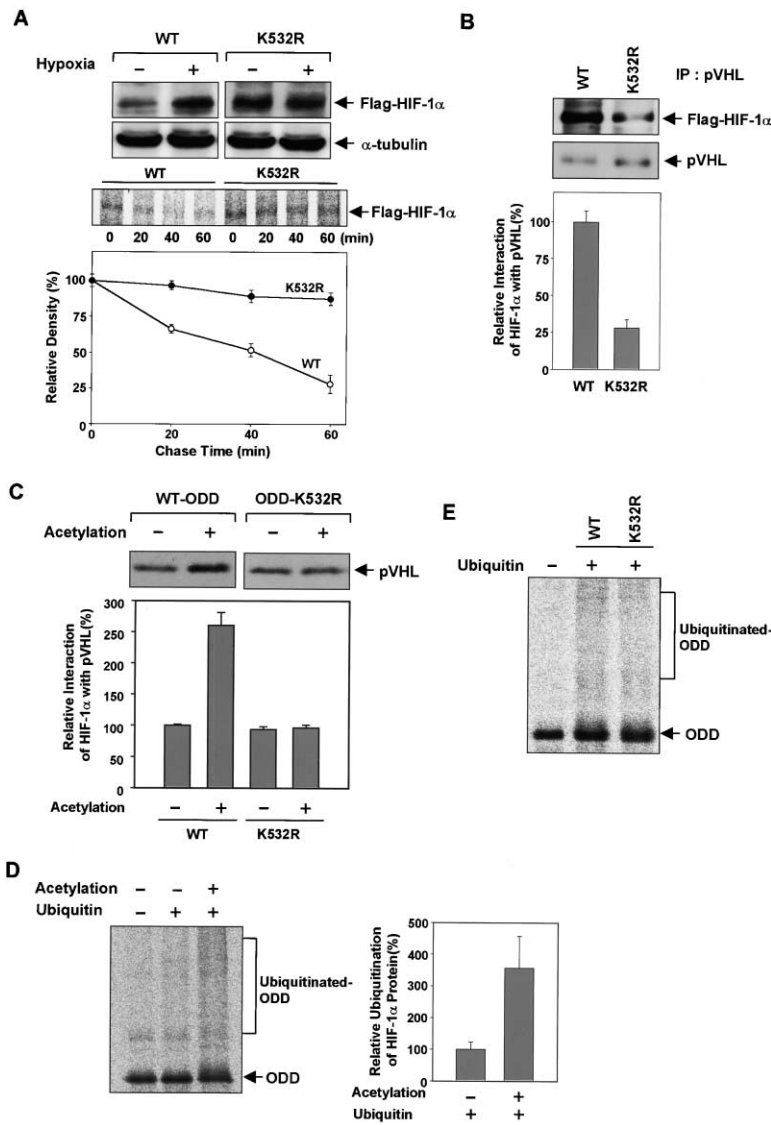 A
WT K532R
Hypoxia − + − +
Flag-HIF-1α
α-tubulin
WT K532R
Flag-HIF-1α
0 20 40 60 0 20 40 60 (min)
Relative Density (%)
100
75
50
25
0
K532R
WT
0 20 40 60
Chase Time (min)
B
WT K532R IP : pVHL
Flag-HIF-1α
pVHL
Relative Interaction
of HIF-1α with pVHL(%)
100
75
50
25
0
WT K532R
C
WT-ODD ODD-K532R
Acetylation − + − +
pVHL
Relative Interaction
of HIF-1α with pVHL(%)
300
250
200
150
100
50
0
Acetylation − + − +
WT K532R
E
WT K532R
Ubiquitin − + +
Ubiquitinated-
ODD
ODD
D
Acetylation − − +
Ubiquitin − + +
Ubiquitinated-
ODD
ODD
Relative Ubiquitination
of HIF-1α Protein(%)
500
400
300
200
100
0
Acetylation − +
Ubiquitin + +